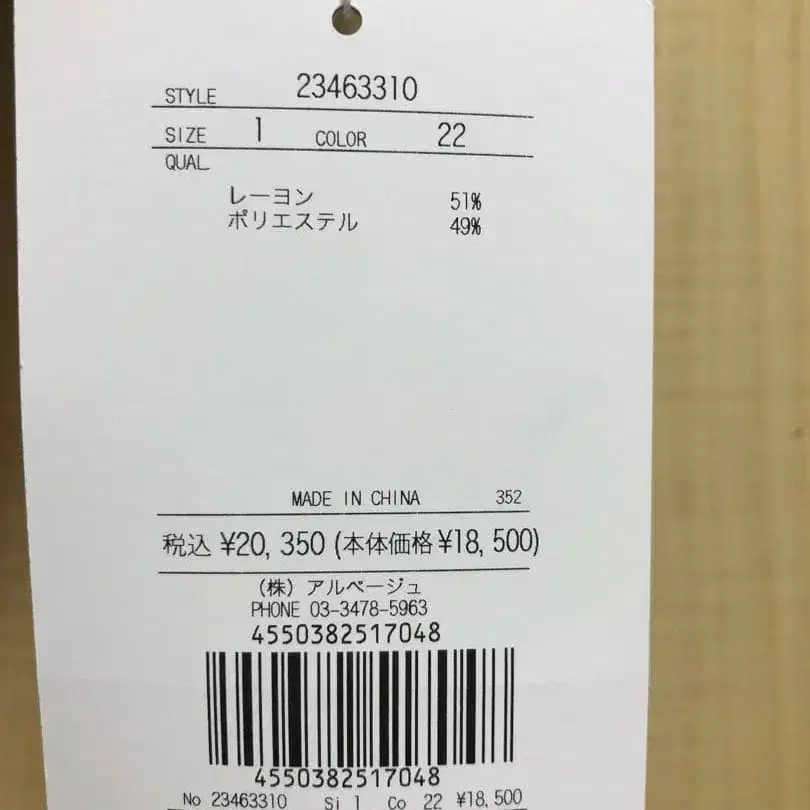 STYLE 23463310
SIZE 1 COLOR 22
QUAL
レーヨン 51%
ポリエステル 49%
MADE IN CHINA 352
税込 ¥20,350 (本体価格 ¥18,500)
(株) アルページュ
PHONE 03-3478-5963
4550382517048
4550382517048
No 23463310 Si 1 Co 22 ¥18,500